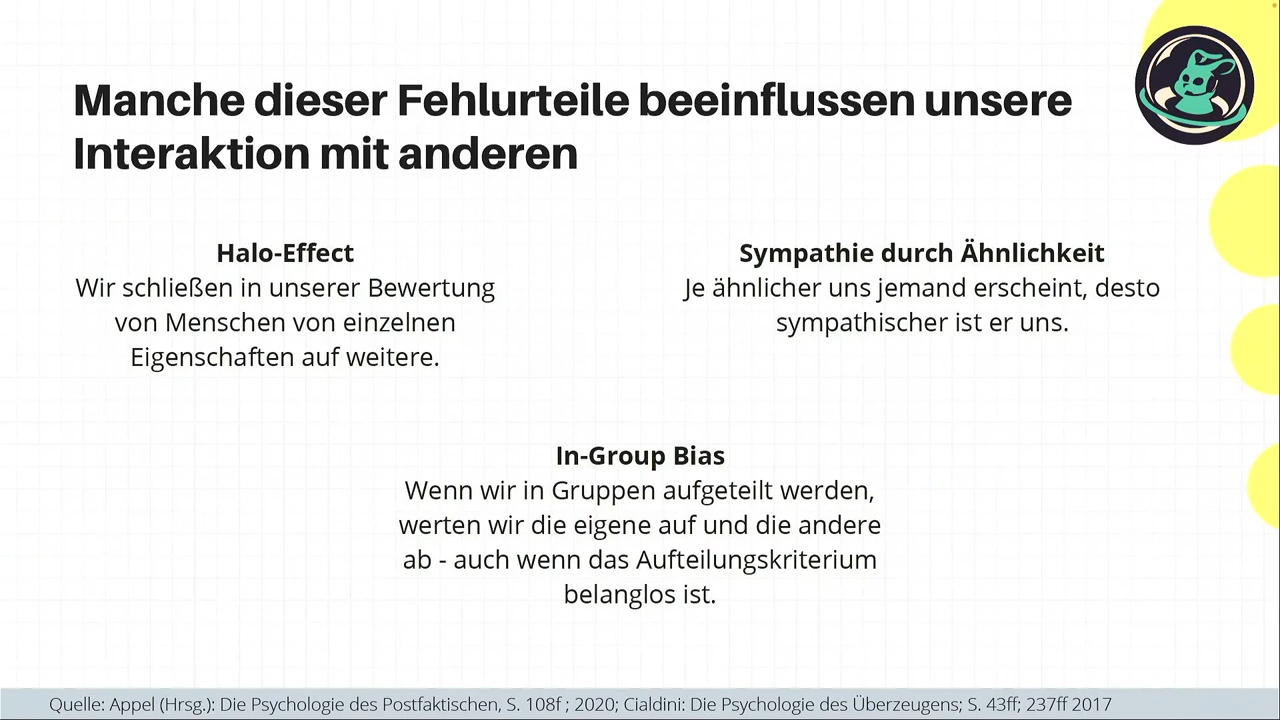 Manche dieser Fehlurteile beeinflussen unsere
Interaktion mit anderen
Halo-Effect
Wir schließen in unserer Bewertung
von Menschen von einzelnen
Eigenschaften auf weitere.
Sympathie durch Ähnlichkeit
Je ähnlicher uns jemand erscheint, desto
sympathischer ist er uns.
In-Group Bias
Wenn wir in Gruppen aufgeteilt werden,
werten wir die eigene auf und die andere
ab - auch wenn das Aufteilungskriterium
belanglos ist.
Quelle: Appel (Hrsg.): Die Psychologie des Postfaktischen, S. 108f ; 2020; Cialdini: Die Psychologie des Überzeugens; S. 43ff; 237ff 2017